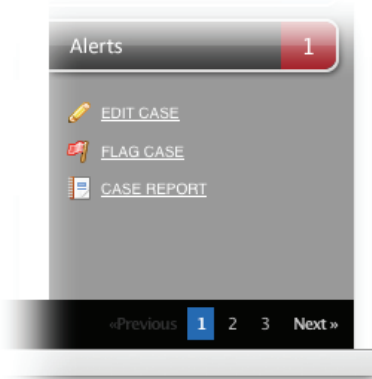 Alerts 1
EDIT CASE
FLAG CASE
CASE REPORT
«Previous 1 2 3 Next »